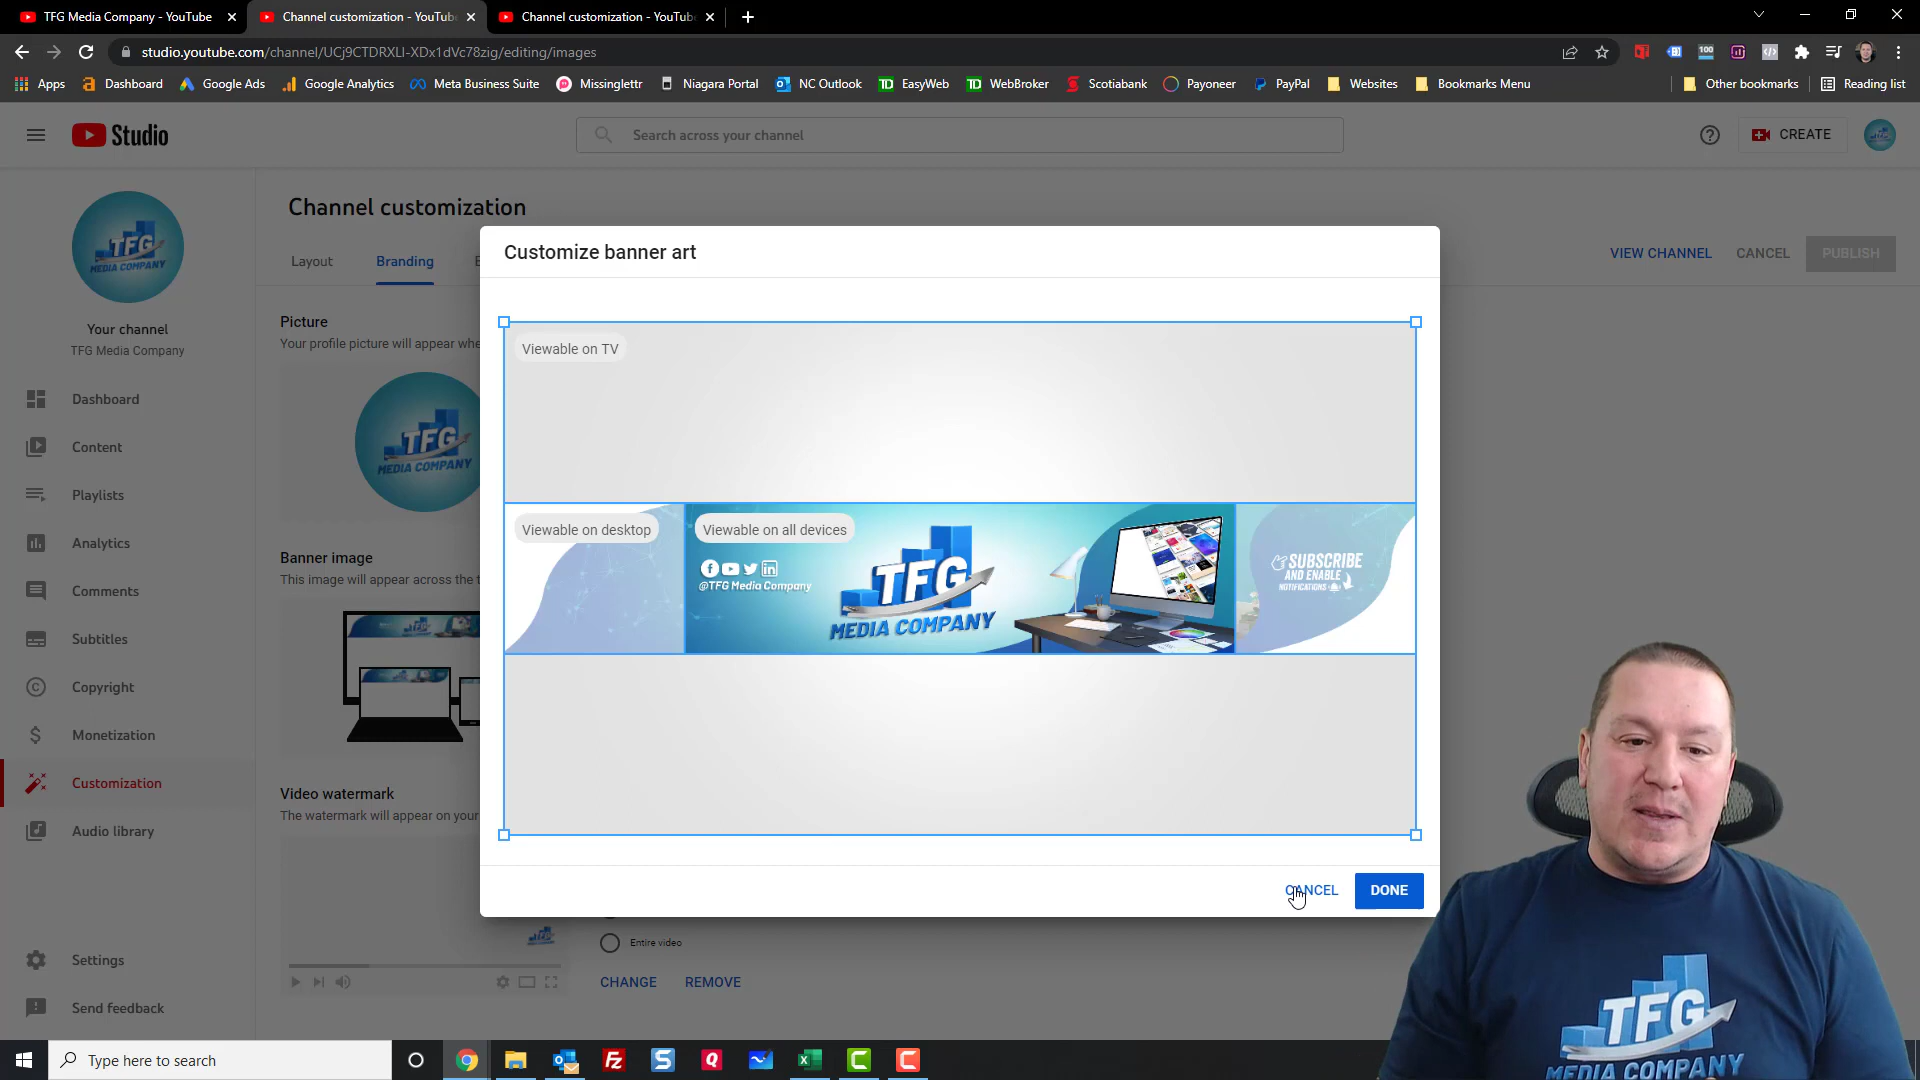 TFG Media Company - YouTube
Channel customization - YouTube
Channel customization - YouTube
studio.youtube.com/channel/UCj9CTDRXLI-XDx1dVc78zig/editing/images
Apps
Dashboard
Google Ads
Google Analytics
Meta Business Suite
Missinglettr
Niagara Portal
NC Outlook
EasyWeb
WebBroker
Scotiabank
Payoneer
PayPal
Websites
Bookmarks Menu
Other bookmarks
Reading list
Studio
Search across your channel
CREATE
Channel customization
VIEW CHANNEL
CANCEL
PUBLISH
Layout
Branding
TFG
MEDIA COMPANY
Your channel
TFG Media Company
Dashboard
Content
Playlists
Analytics
Comments
Subtitles
Copyright
Monetization
Customization
Audio library
Settings
Send feedback
Picture
Your profile picture will appear
TFG
MEDIA COMPANY
Banner image
This image will appear across the
Video watermark
The watermark will appear on your
Customize banner art
Viewable on TV
Viewable on desktop
Viewable on all devices
@TFG Media Company
TFG
MEDIA COMPANY
SUBSCRIBE
AND ENABLE
NOTIFICATIONS
CANCEL
DONE
Entire video
CHANGE
REMOVE
TFG
MEDIA COMPANY
Type here to search